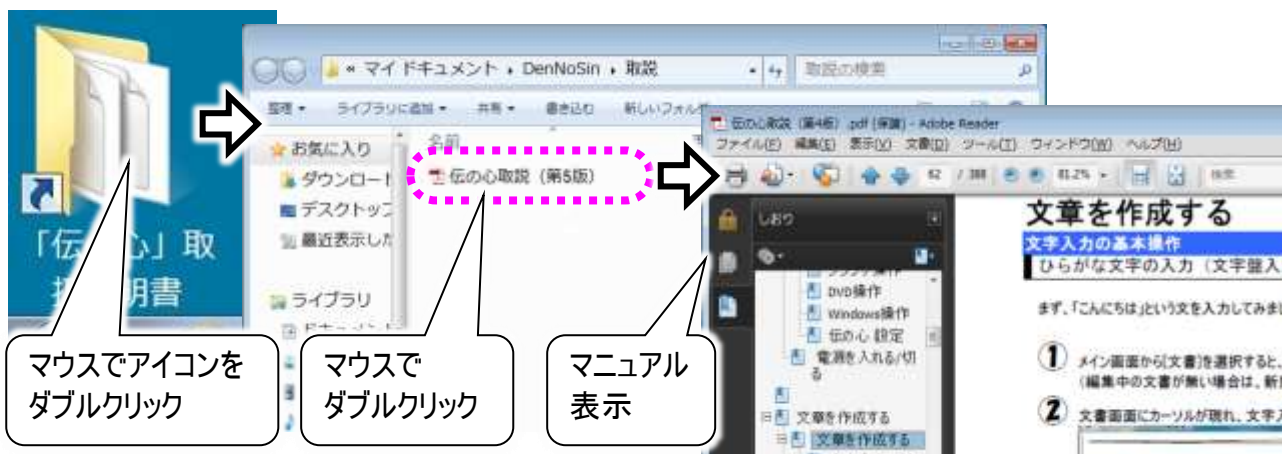 「伝の心」取
扱説明書
マウスでアイコンを
ダブルクリック
« マイ ドキュメント ▸ DenNoSin ▸ 取説
取説の検索
整理 ライブラリに追加 共有 書き込む 新しいフォルダー
お気に入り
ダウンロード
デスクトップ
最近表示した
ライブラリ
ドキュメント
名前
伝の心取説（第5版）
マウスで
ダブルクリック
伝の心取説（第4版）.pdf (保護) - Adobe Reader
ファイル(F) 編集(E) 表示(V) 文書(D) ツール(T) ウィンドウ(W) ヘルプ(H)
62 / 388 81.2% 検索
しおり
DVD操作
Windows操作
伝の心 設定
電源を入れる/切
る
文章を作成する
文章を作成する
マニュアル
表示
文章を作成する
文字入力の基本操作
ひらがな文字の入力（文字盤入
まず、「こんにちは」という文を入力してみまし
① メイン画面から[文書]を選択すると、
（編集中の文書が無い場合は、新
② 文書画面にカーソルが現れ、文字入